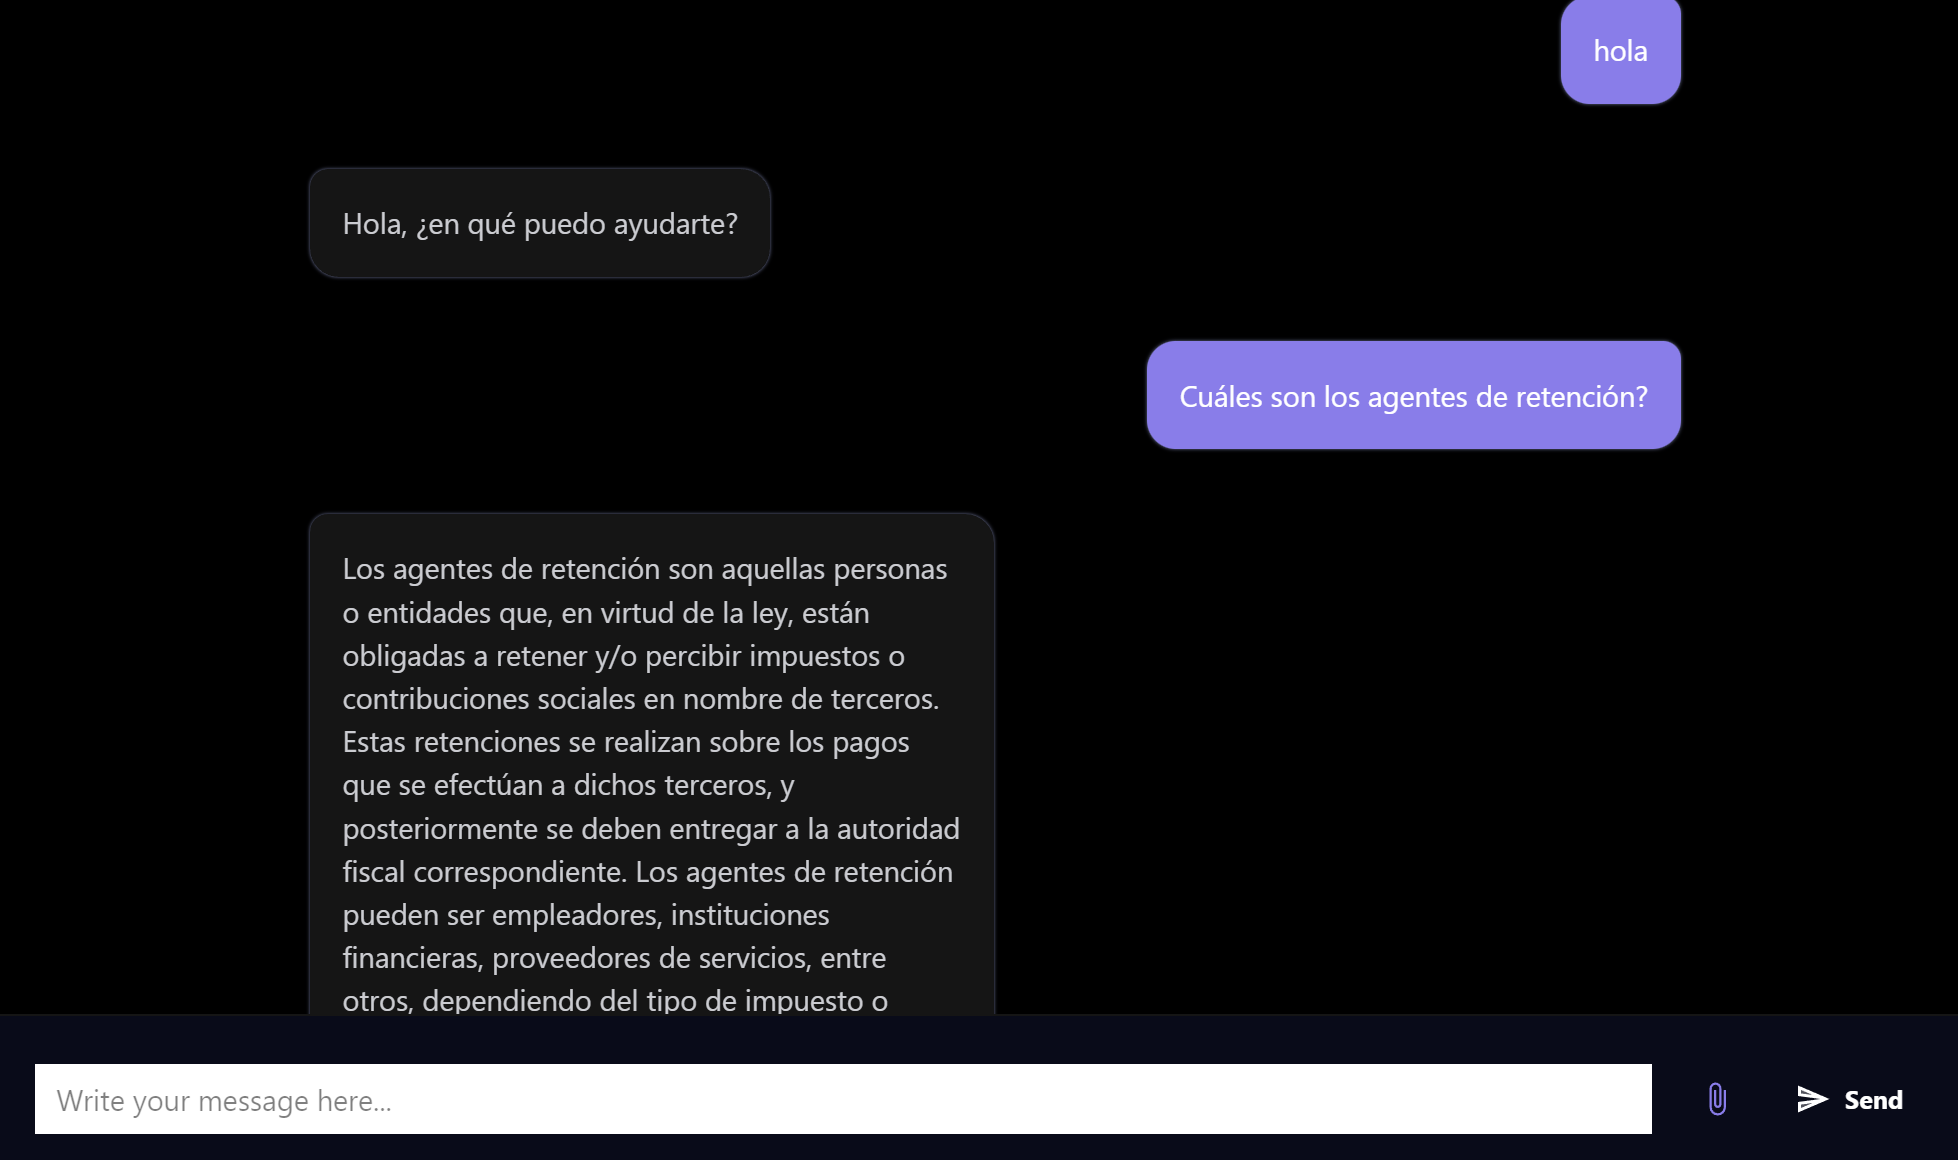 hola
Hola, ¿en qué puedo ayudarte?
Cuáles son los agentes de retención?
Los agentes de retención son aquellas personas
o entidades que, en virtud de la ley, están
obligadas a retener y/o percibir impuestos o
contribuciones sociales en nombre de terceros.
Estas retenciones se realizan sobre los pagos
que se efectúan a dichos terceros, y
posteriormente se deben entregar a la autoridad
fiscal correspondiente. Los agentes de retención
pueden ser empleadores, instituciones
financieras, proveedores de servicios, entre
otros, dependiendo del tipo de impuesto o
Write your message here...
Send